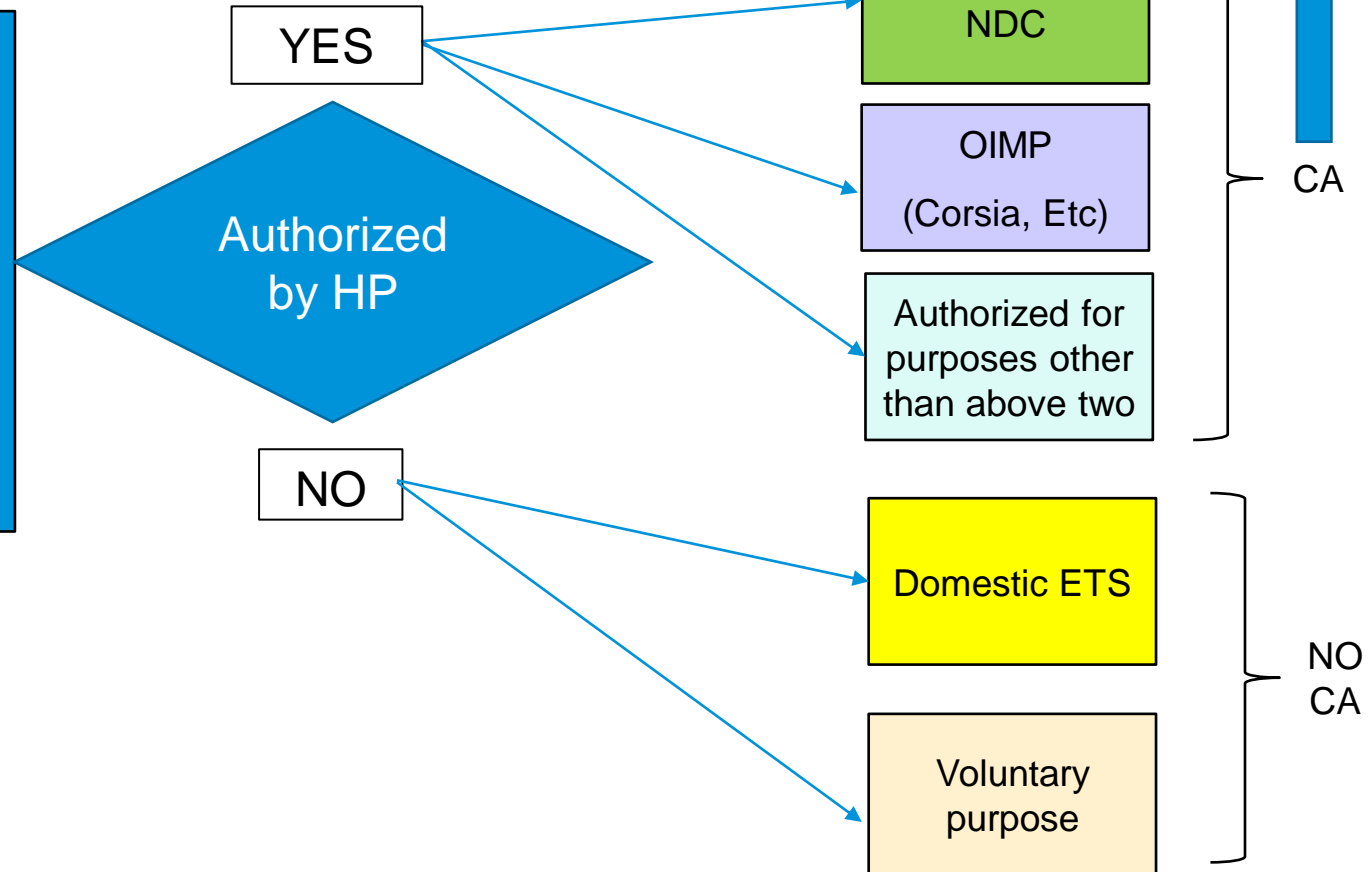 YES
NDC
OIMP
(Corsia, Etc)
CA
Authorized
by HP
Authorized for
purposes other
than above two
NO
Domestic ETS
NO
CA
Voluntary
purpose